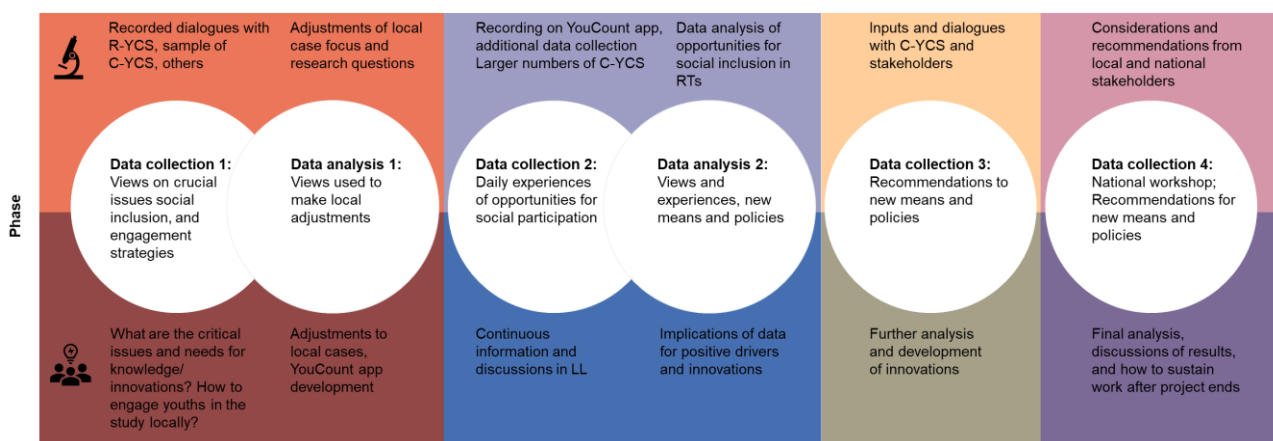 Recorded dialogues with
R-YCS, sample of
C-YCS, others
Adjustments of local
case focus and
research questions
Recording on YouCount app,
additional data collection
Larger numbers of C-YCS
Data analysis of
opportunities for
social inclusion in
RTs
Inputs and dialogues
with C-YCS and
stakeholders
Considerations and
recommendations from
local and national
stakeholders
Phase
Data collection 1:
Views on crucial
issues social
inclusion, and
engagement
strategies
Data analysis 1:
Views used to
make local
adjustments
Data collection 2:
Daily experiences
of opportunities for
social participation
Data analysis 2:
Views and
experiences, new
means and policies
Data collection 3:
Recommendations to
new means and
policies
Data collection 4:
National workshop;
Recommendations for
new means and
policies
What are the critical
issues and needs for
knowledge/
innovations? How to
engage youths in the
study locally?
Adjustments to
local cases,
YouCount app
development
Continuous
information and
discussions in LL
Implications of data
for positive drivers
and innovations
Further analysis
and development
of innovations
Final analysis,
discussions of results,
and how to sustain
work after project ends